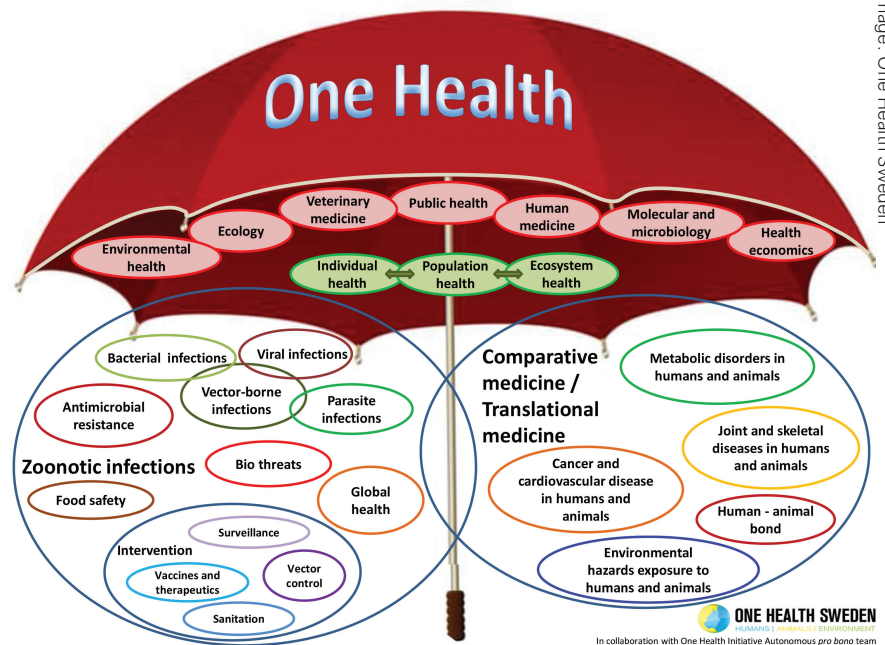 One Health
Image: One Health Sweden
Veterinary
medicine
Public health
Human
medicine
Molecular and
microbiology
Ecology
Environmental
health
Health
economics
Individual
health
Population
health
Ecosystem
health
Bacterial infections
Viral infections
Vector-borne
infections
Parasite
infections
Antimicrobial
resistance
Zoonotic infections
Bio threats
Food safety
Global
health
Surveillance
Intervention
Vaccines and
therapeutics
Vector
control
Sanitation
Comparative
medicine /
Translational
medicine
Metabolic disorders in
humans and animals
Joint and skeletal
diseases in humans
and animals
Cancer and
cardiovascular disease
in humans and
animals
Human - animal
bond
Environmental
hazards exposure to
humans and animals
ONE HEALTH SWEDEN
HUMANS | ANIMALS | ENVIRONMENT
In collaboration with One Health Initiative Autonomous pro bono team